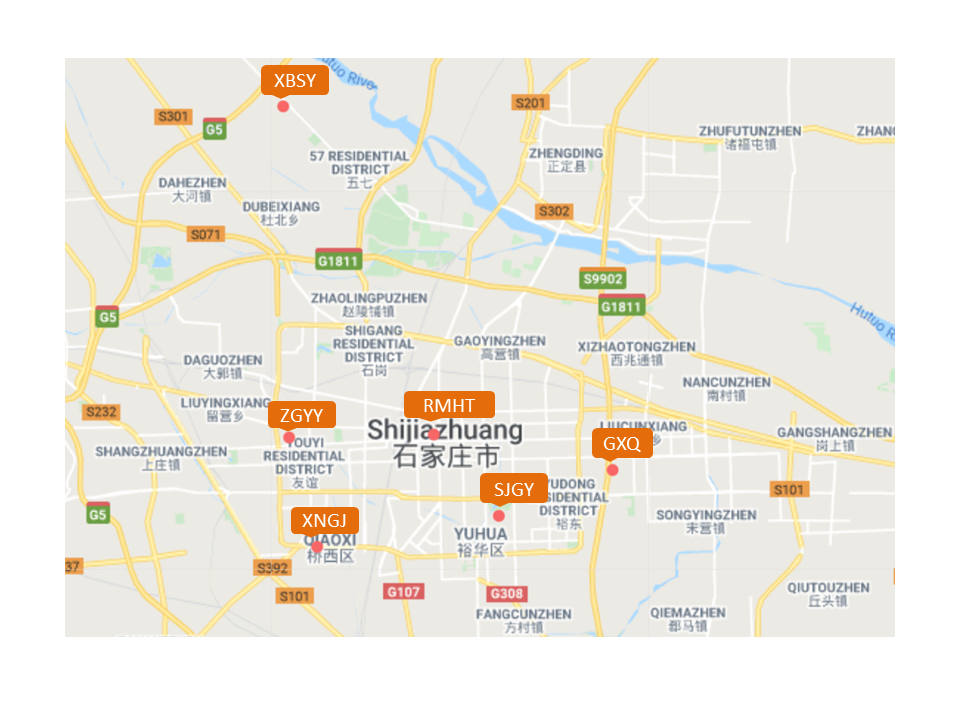 XBSY
Hutuo Rive
S201
S301
G5
ZHUFUTUNZHEN
诸福屯镇
ZHANG
57 RESIDENTIAL
DISTRICT
五七
ZHENGDING
正定县
DAHEZHEN
大河镇
DUBEIXIANG
杜北乡
S302
S071
G1811
S9902
G1811
G5
ZHAOLINGPUZHEN
赵陵铺镇
Hutuo R
SHIGANG
RESIDENTIAL
DISTRICT
石岗
GAOYINGZHEN
高营镇
XIZHAOTONGZHEN
西兆通镇
DAGUOZHEN
大郭镇
NANCUNZHEN
南村镇
LIUYINGXIANG
留营乡
S232
ZGYY
RMHT
Shijiazhuang
石家庄市
LIUCUNXIANG
乡
GXQ
GANGSHANGZHEN
岗上镇
SHANGZHUANGZHEN
上庄镇
YOUYI
RESIDENTIAL
DISTRICT
友谊
SJGY
YUDONG
SIDENTIAL
DISTRICT
裕东
S101
G5
XNGJ
QIAOXI
桥西区
YUHUA
裕华区
SONGYINGZHEN
宋营镇
37
S392
S101
G107
G308
QIUTOUZHEN
丘头镇
FANGCUNZHEN
方村镇
QIEMAZHEN
郄马镇